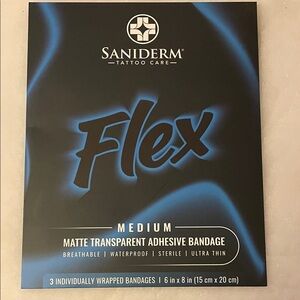 SANIDERM®
TATTOO CARE
Flex
MEDIUM
MATTE TRANSPARENT ADHESIVE BANDAGE
BREATHABLE | WATERPROOF | STERILE | ULTRA THIN
3 INDIVIDUALLY WRAPPED BANDAGES | 6 in x 8 in (15 cm x 20 cm)